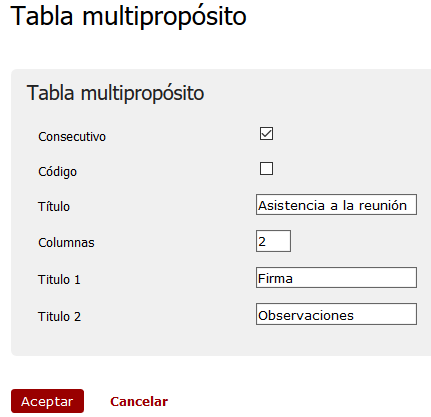 Tabla multipropósito
Tabla multipropósito
Consecutivo
Código
Título Asistencia a la reunión
Columnas 2
Titulo 1 Firma
Titulo 2 Observaciones
Aceptar Cancelar